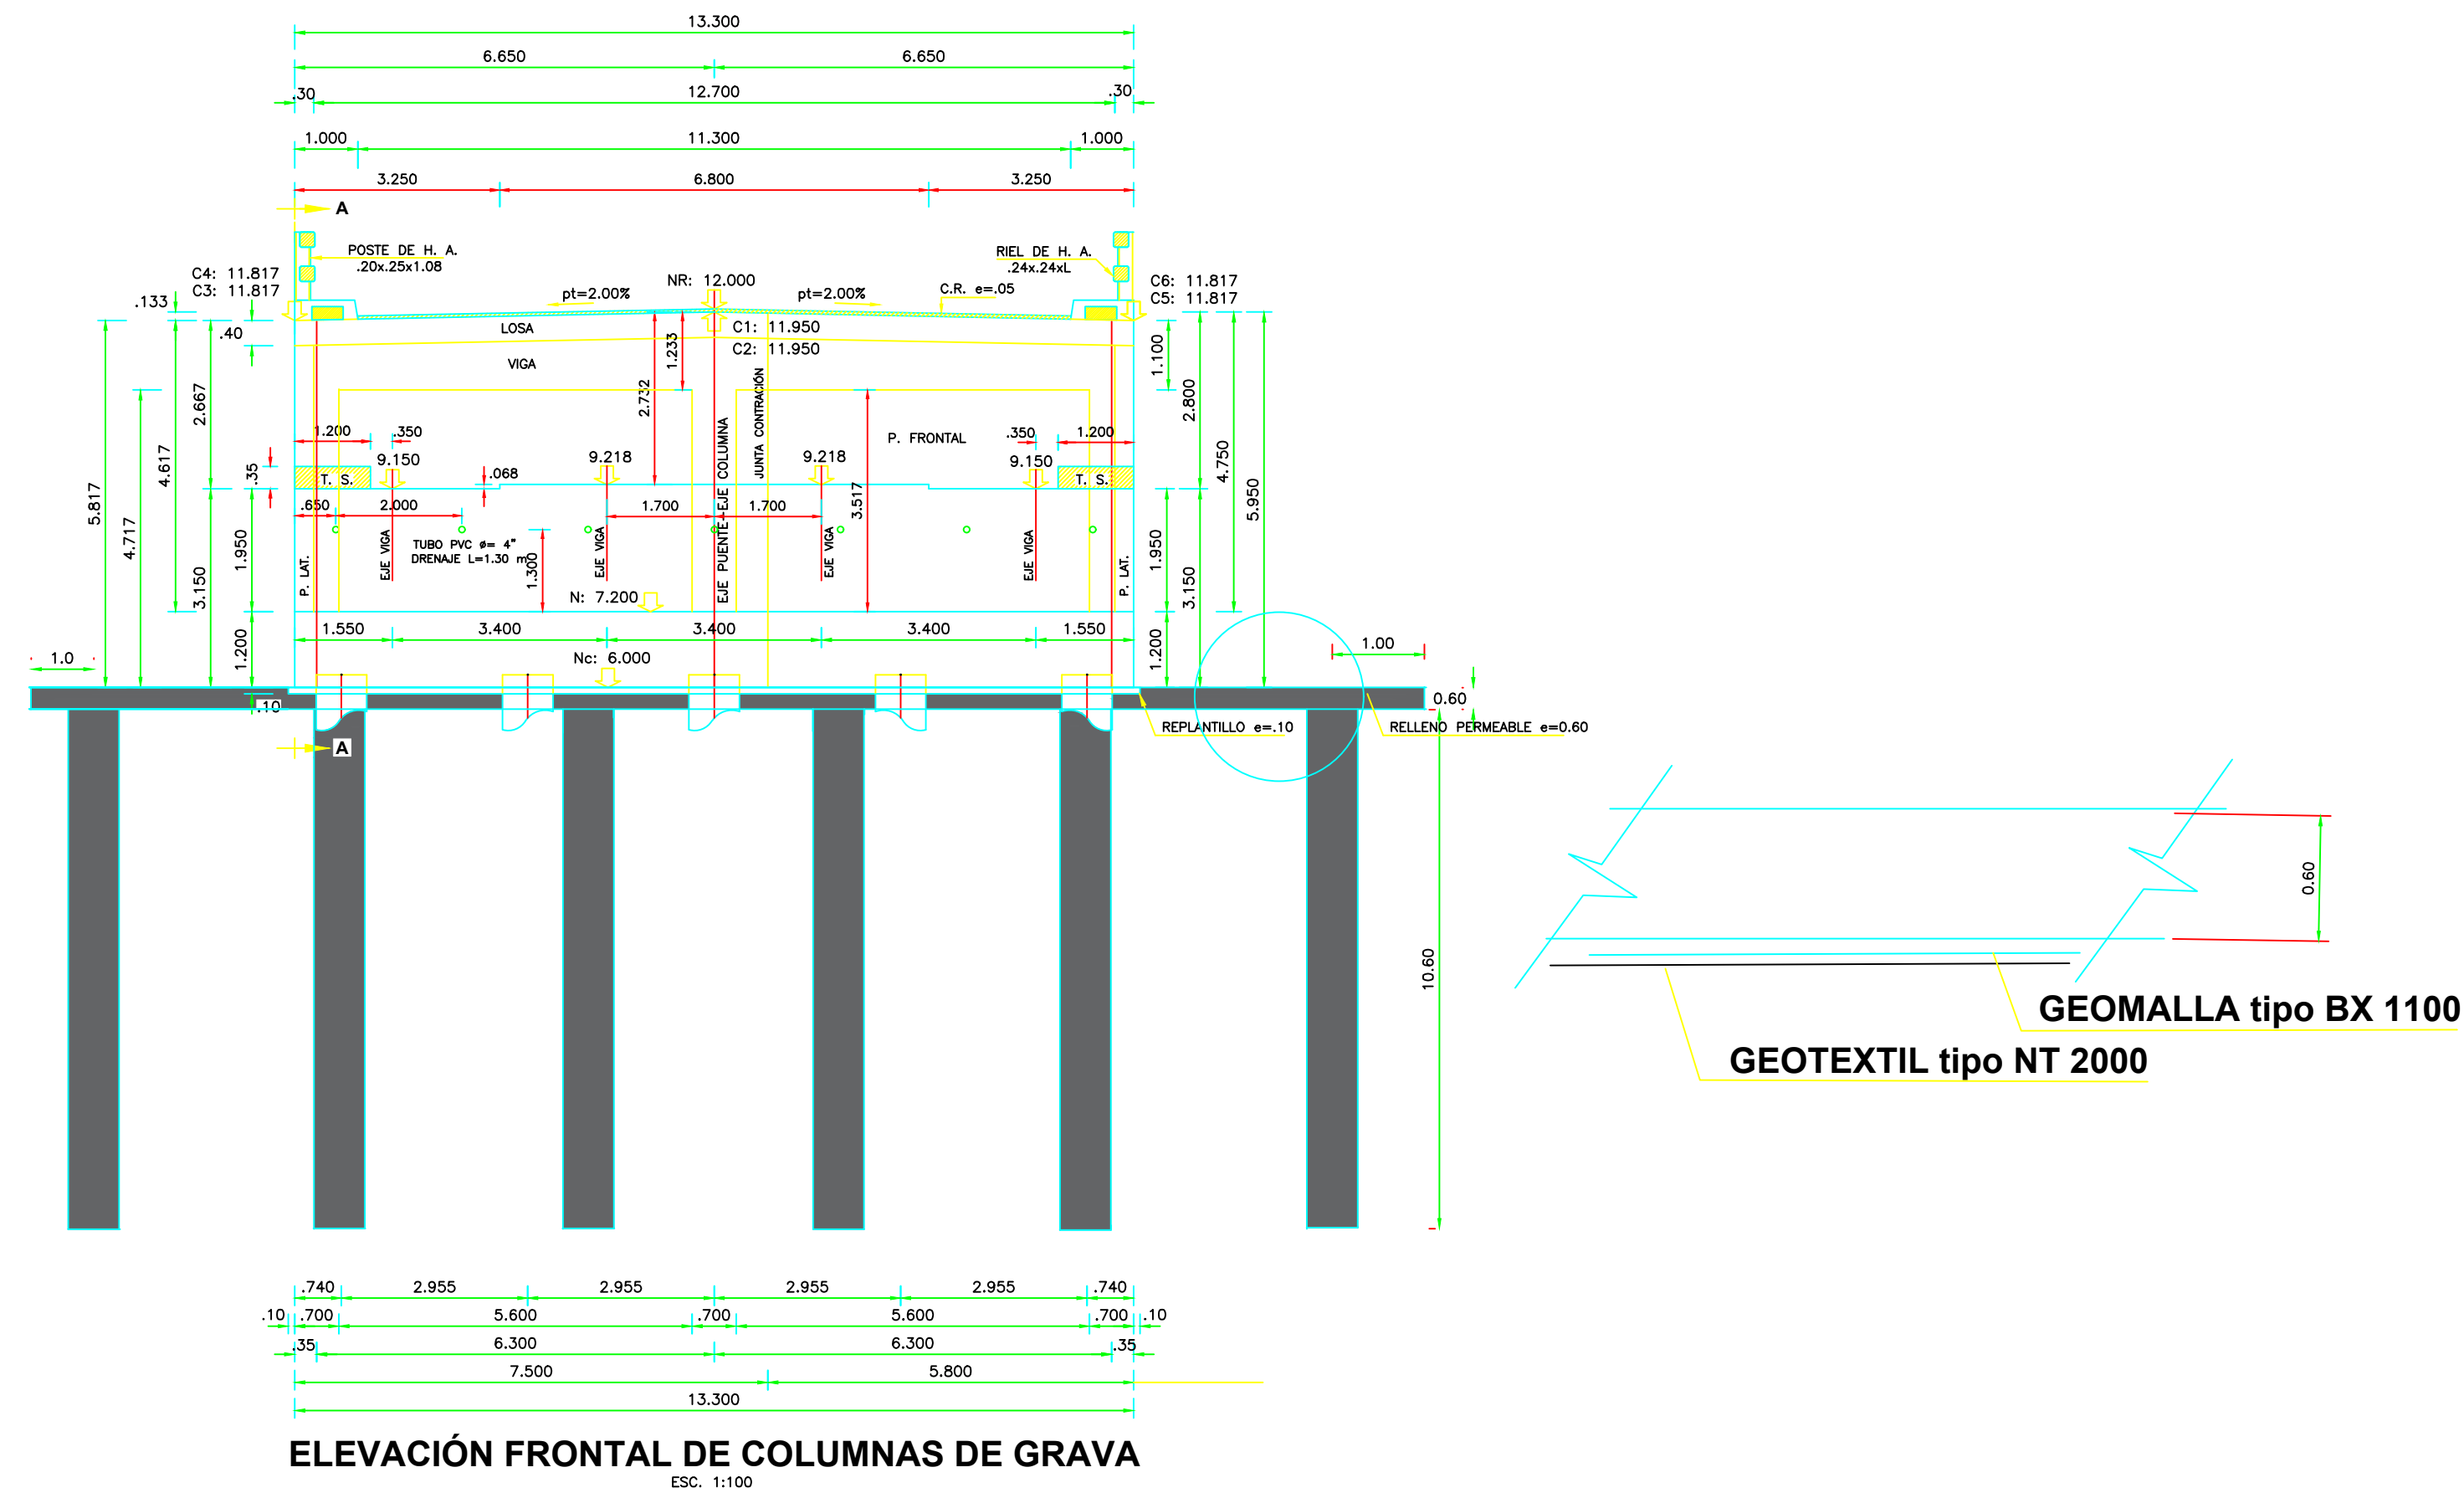 13.300
6.650 6.650
.30 12.700 .30
1.000 11.300 1.000
3.250 6.800 3.250
A
POSTE DE H. A.
.20x.25x1.08
RIEL DE H. A.
.24x.24xL
C4: 11.817
C3: 11.817
NR: 12.000
C6: 11.817
C5: 11.817
.133
pt=2.00% pt=2.00%
C.R. e=.05
.40
LOSA
C1: 11.950
C2: 11.950
VIGA
1.233
1.100
2.732
JUNTA CONTRACIÓN
2.667
2.800
1.200 .350
P. FRONTAL
.350 1.200
4.617
4.750
5.817
5.950
4.717
.35
9.150 9.218 9.218 9.150
.068
T. S. T. S.
3.517
.650 2.000 1.700 1.700
EJE PUENTE-EJE COLUMNA
TUBO PVC ø= 4"
DRENAJE L=1.30 m
1.300
P. LAT.
EJE VIGA
EJE VIGA
EJE VIGA
EJE VIGA
P. LAT.
1.950
1.950
3.150
3.150
N: 7.200
1.550 3.400 3.400 3.400 1.550
1.200
1.200
1.0
Nc: 6.000
1.00
.10
0.60
REPLANTILLO e=.10
RELLENO PERMEABLE e=0.60
A
10.60
0.60
GEOMALLA tipo BX 1100
GEOTEXTIL tipo NT 2000
.740 2.955 2.955 2.955 2.955 .740
.10 .700 5.600 .700 5.600 .700 .10
.35 6.300 6.300 .35
7.500 5.800
13.300
ELEVACIÓN FRONTAL DE COLUMNAS DE GRAVA
ESC. 1:100